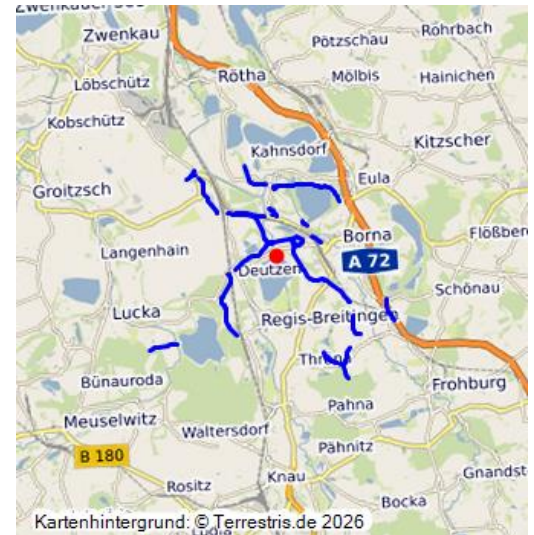 Zwenkau
Rohrbach
Pötzschau
Löbschütz
Rötha
Mölbis
Hainichen
Kobschütz
Kahnsdorf
Kitzscher
Eula
Groitzsch
Borna
Flößberg
Langenhain
A 72
Deutzen
Schönau
Lucka
Regis-Breitingen
Thräna
Bünauroda
Frohburg
Pahna
Meuselwitz
Waltersdorf
Pähnitz
B 180
Gnandst
Rositz
Knau
Bocka
Kartenhintergrund: © Terrestris.de 2026